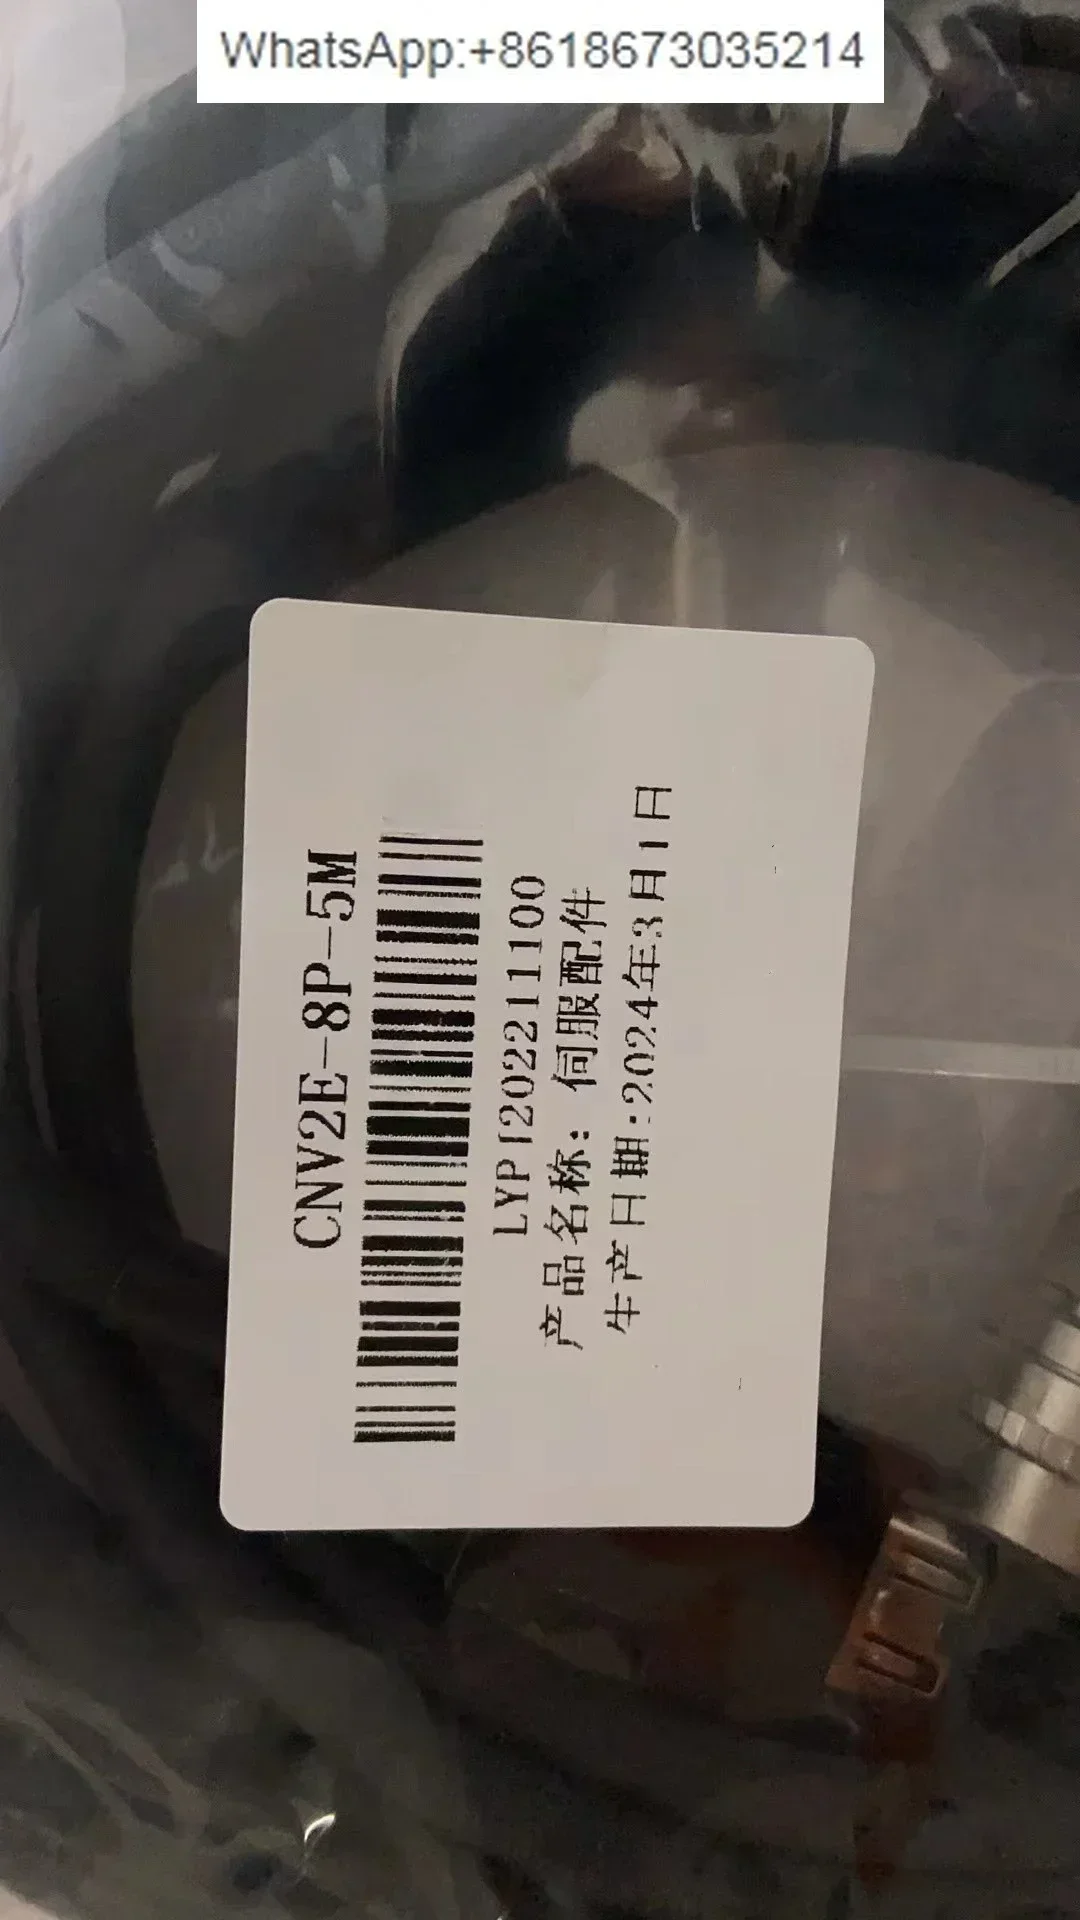 WhatsApp:+8618673035214
CNV2E-8P-5M
LYP1202211100
产品名称: 伺服配件
生产日期:2024年3月1日